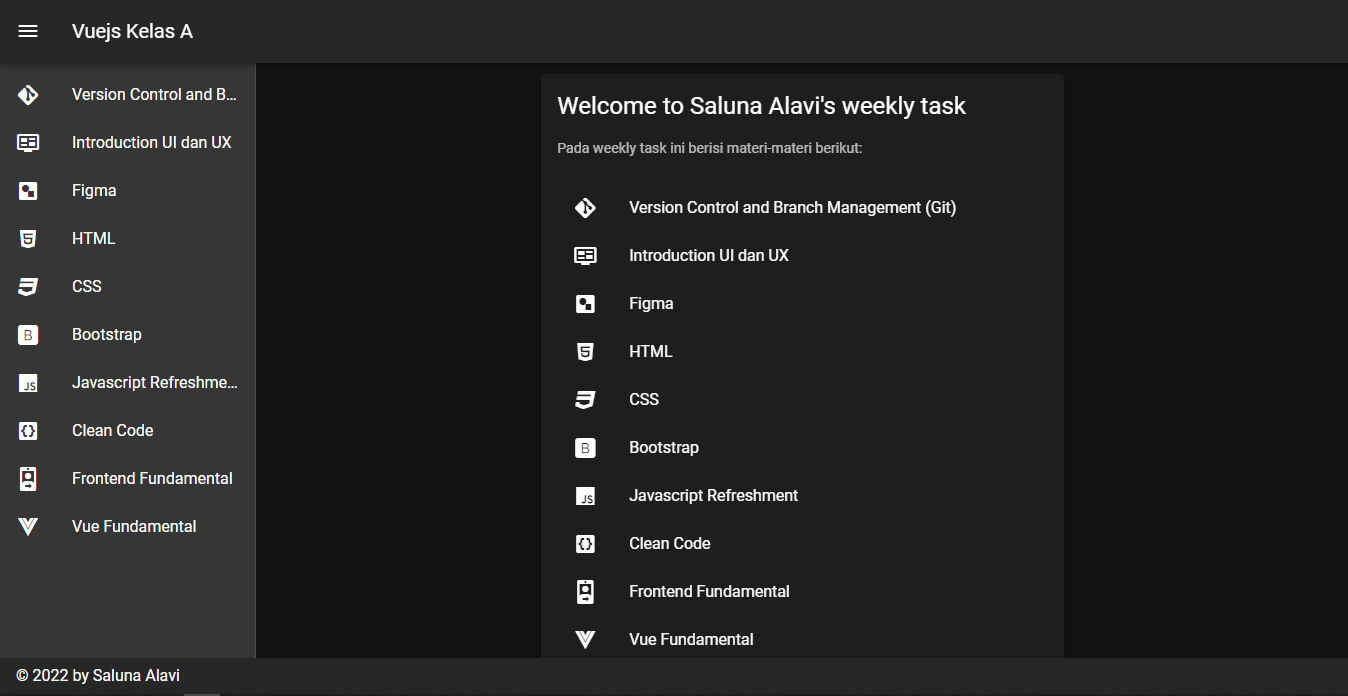 Vuejs Kelas A
Version Control and B...
Introduction UI dan UX
Figma
HTML
CSS
Bootstrap
Javascript Refreshme...
Clean Code
Frontend Fundamental
Vue Fundamental
Welcome to Saluna Alavi's weekly task
Pada weekly task ini berisi materi-materi berikut:
Version Control and Branch Management (Git)
Introduction UI dan UX
Figma
HTML
CSS
B Bootstrap
JS Javascript Refreshment
Clean Code
Frontend Fundamental
Vue Fundamental
© 2022 by Saluna Alavi